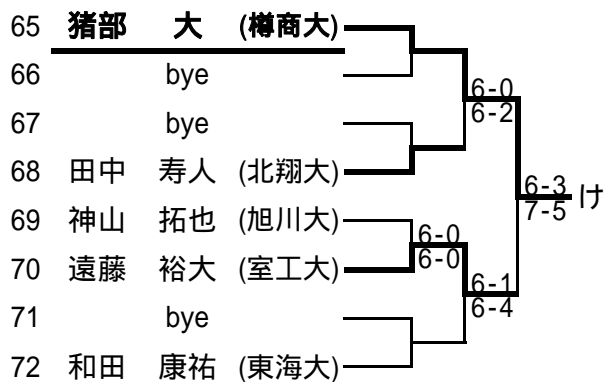 65 猪部 大 (樽商大)
66 bye
6-0
67 bye
6-2
68 田中 寿人 (北翔大)
6-3 け
7-5
69 神山 拓也 (旭川大)
6-0
70 遠藤 裕大 (室工大)
6-0
6-1
71 bye
6-4
72 和田 康祐 (東海大)